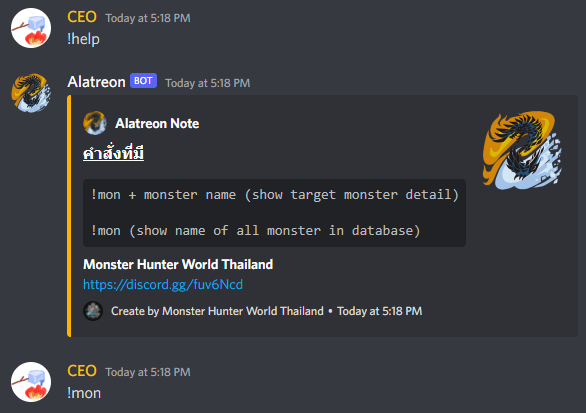 CEO Today at 5:18 PM
!help
Alatreon BOT Today at 5:18 PM
Alatreon Note
คำสั่งที่มี
!mon + monster name (show target monster detail)
!mon (show name of all monster in database)
Monster Hunter World Thailand
https://discord.gg/fuv6Ncd
Create by Monster Hunter World Thailand • Today at 5:18 PM
CEO Today at 5:18 PM
!mon